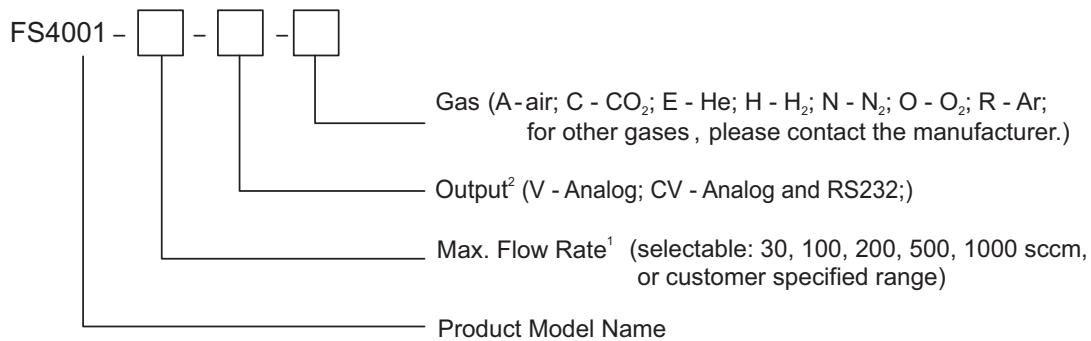 FS4001 - - -
Gas (A-air; C - CO₂; E - He; H - H₂; N - N₂; O - O₂; R - Ar;
for other gases, please contact the manufacturer.)
Output² (V - Analog; CV - Analog and RS232;)
Max. Flow Rate¹ (selectable: 30, 100, 200, 500, 1000 sccm,
or customer specified range)
Product Model Name